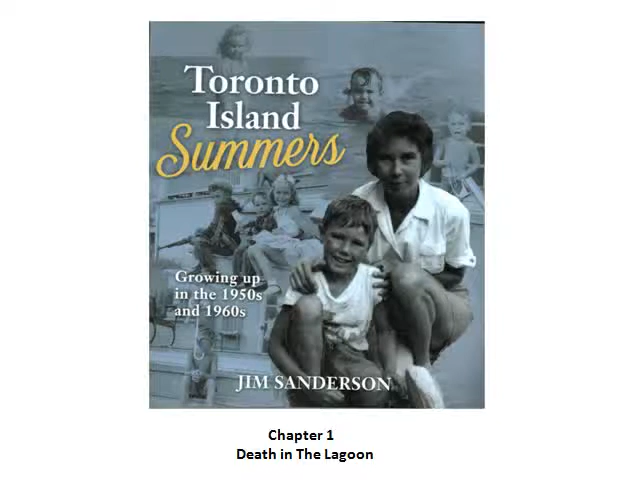 Toronto
Island
Summers
Growing up
in the 1950s
and 1960s
JIM SANDERSON
Chapter 1
Death in The Lagoon